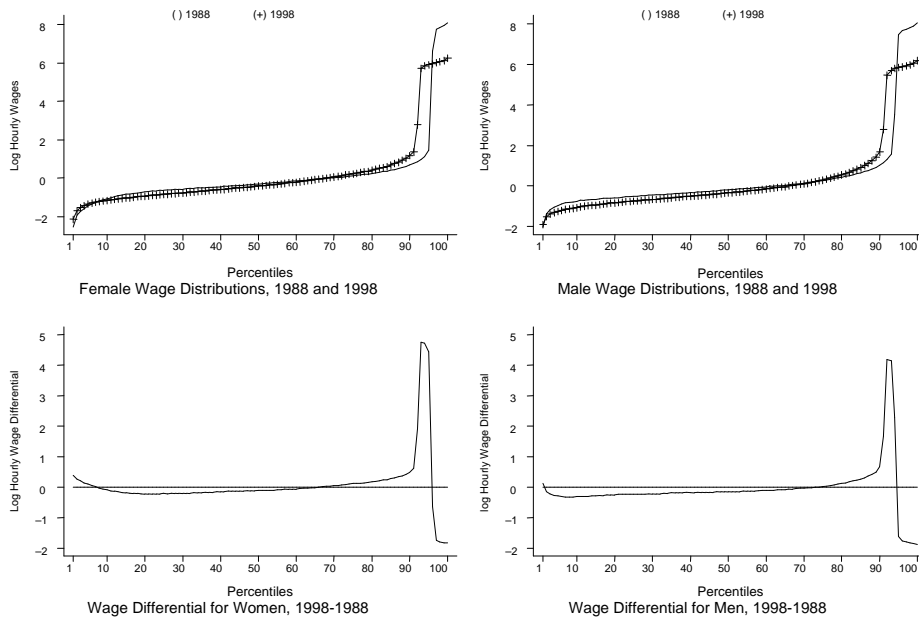 ( ) 1988 (+) 1998
Log Hourly Wages
8
6
4
2
0
−2
1 10 20 30 40 50 60 70 80 90 100
Percentiles
Female Wage Distributions, 1988 and 1998
( ) 1988 (+) 1998
Log Hourly Wages
8
6
4
2
0
−2
1 10 20 30 40 50 60 70 80 90 100
Percentiles
Male Wage Distributions, 1988 and 1998
Log Hourly Wage Differential
5
4
3
2
1
0
−1
−2
1 10 20 30 40 50 60 70 80 90 100
Percentiles
Wage Differential for Women, 1998-1988
log Hourly Wage Differential
5
4
3
2
1
0
−1
−2
1 10 20 30 40 50 60 70 80 90 100
Percentiles
Wage Differential for Men, 1998-1988